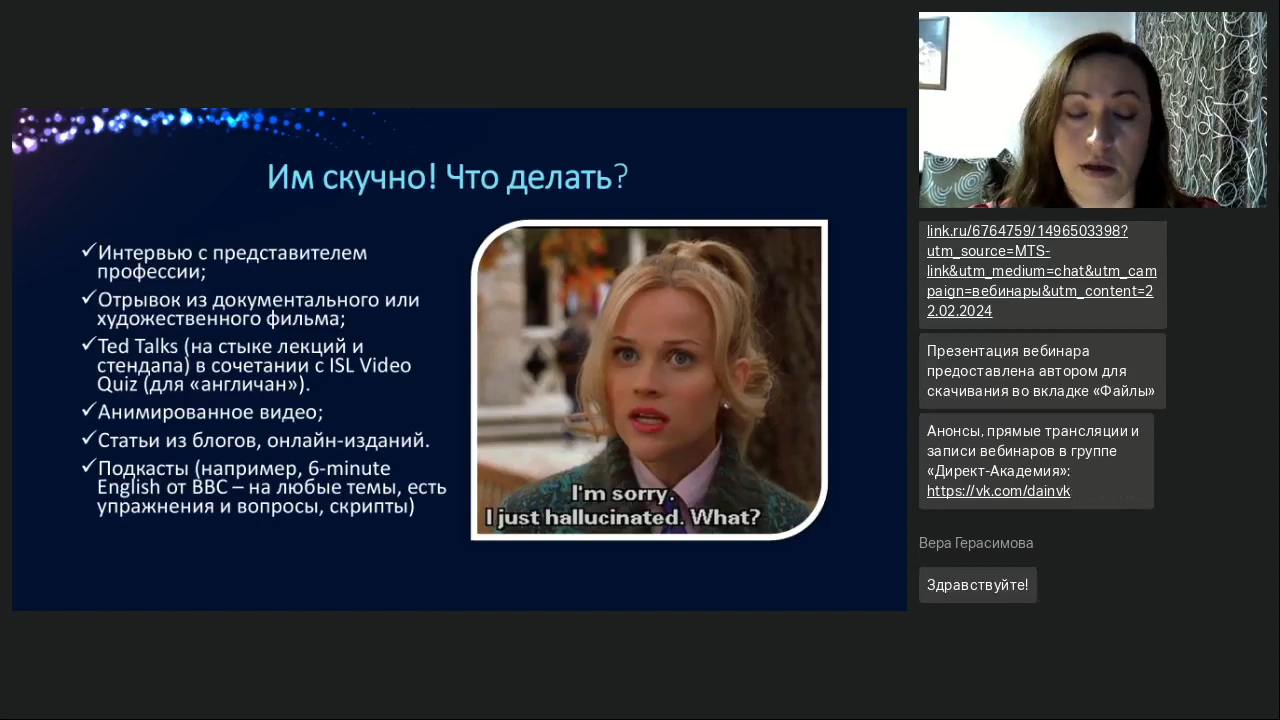 Им скучно! Что делать?
✓Интервью с представителем
профессии;
✓Отрывок из документального или
художественного фильма;
✓Ted Talks (на стыке лекций и
стендапа) в сочетании с ISL Video
Quiz (для «англичан»).
✓Анимированное видео;
✓Статьи из блогов, онлайн-изданий.
✓Подкасты (например, 6-minute
English от BBC – на любые темы, есть
упражнения и вопросы, скрипты)
I'm sorry.
I just hallucinated. What?
link.ru/6764759/1496503398?
utm_source=MTS-
link&utm_medium=chat&utm_cam
paign=вебинары&utm_content=2
2.02.2024
Презентация вебинара
предоставлена автором для
скачивания во вкладке «Файлы»
Анонсы, прямые трансляции и
записи вебинаров в группе
«Директ-Академия»:
https://vk.com/dainvk
Вера Герасимова
Здравствуйте!